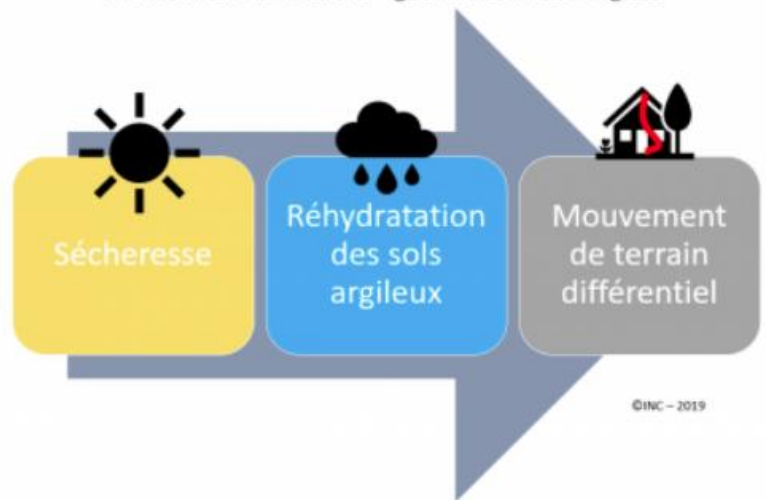 Sécheresse
Réhydratation
des sols
argileux
Mouvement
de terrain
différentiel
©INC – 2019